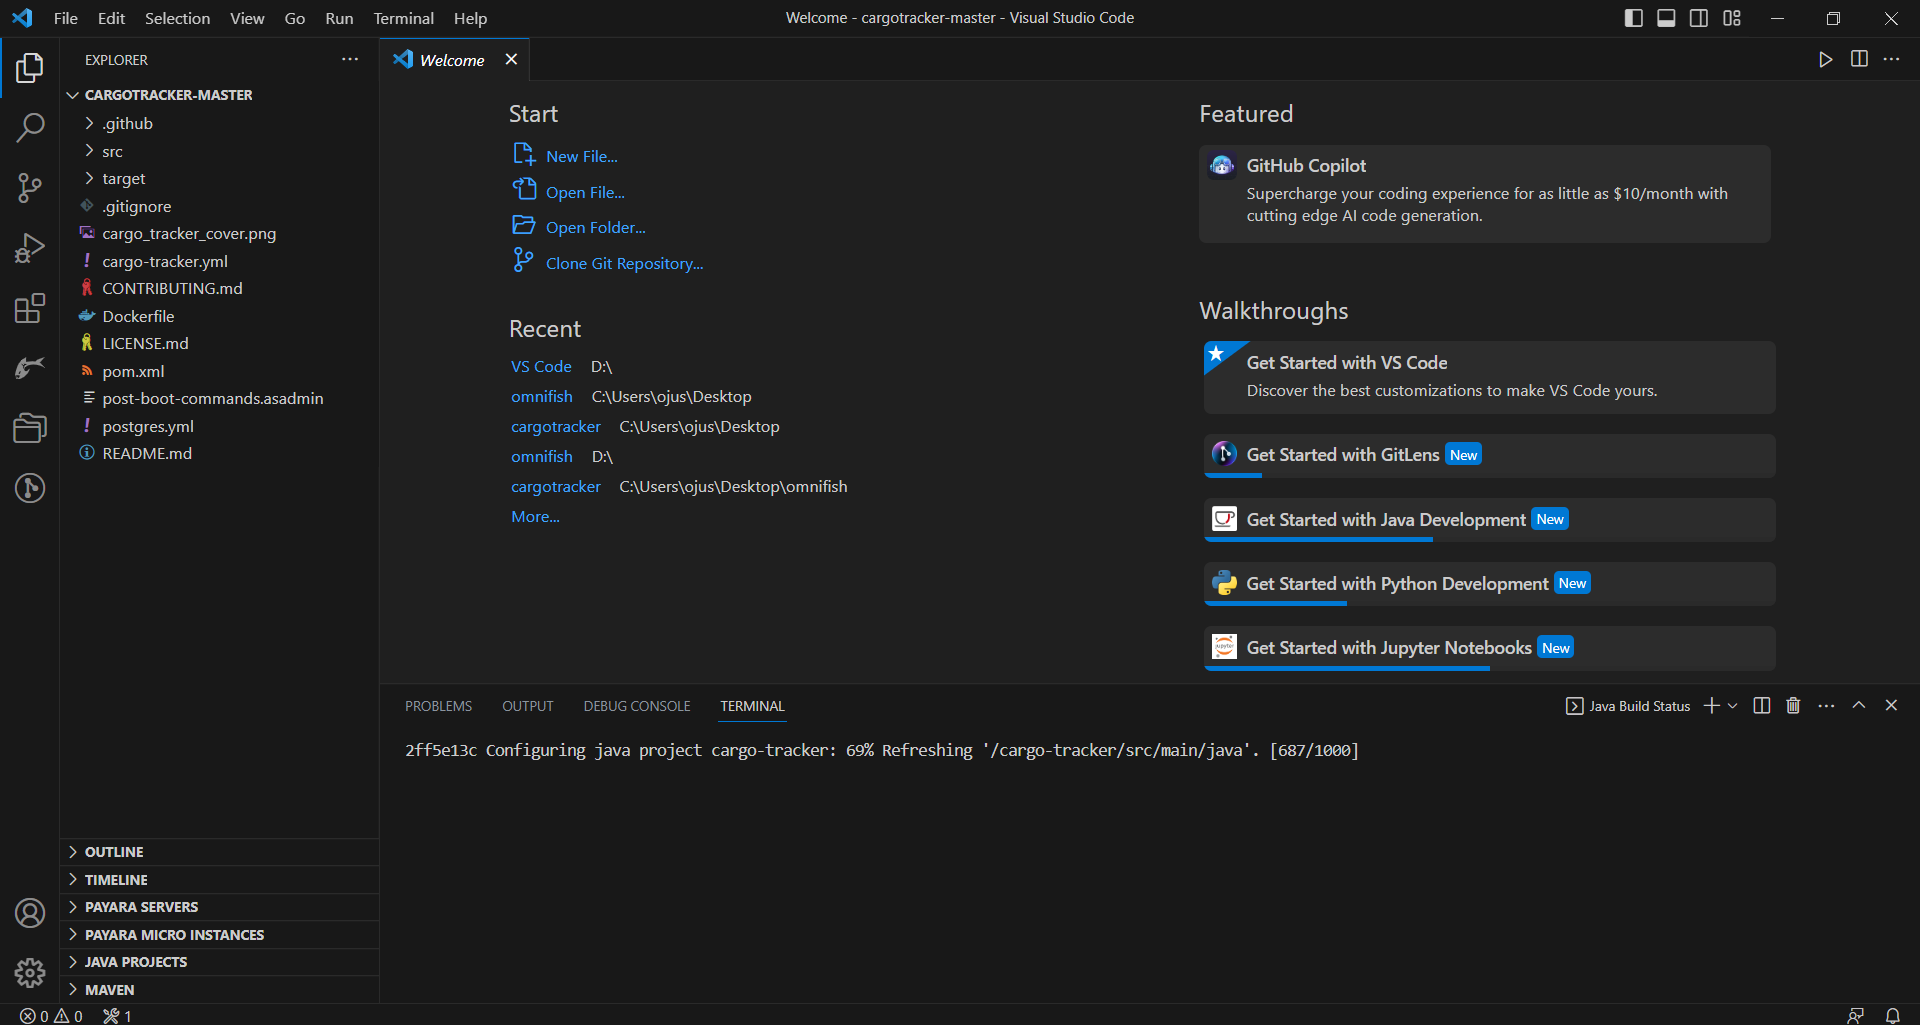 File Edit Selection View Go Run Terminal Help
Welcome - cargotracker-master - Visual Studio Code
EXPLORER
CARGOTRACKER-MASTER
.github
src
target
.gitignore
cargo_tracker_cover.png
cargo-tracker.yml
CONTRIBUTING.md
Dockerfile
LICENSE.md
pom.xml
post-boot-commands.asadmin
postgres.yml
README.md
OUTLINE
TIMELINE
PAYARA SERVERS
PAYARA MICRO INSTANCES
JAVA PROJECTS
MAVEN
Welcome
Start
New File...
Open File...
Open Folder...
Clone Git Repository...
Recent
VS Code D:\
omnifish C:\Users\ojus\Desktop
cargotracker C:\Users\ojus\Desktop
omnifish D:\
cargotracker C:\Users\ojus\Desktop\omnifish
More...
Featured
GitHub Copilot
Supercharge your coding experience for as little as $10/month with
cutting edge AI code generation.
Walkthroughs
Get Started with VS Code
Discover the best customizations to make VS Code yours.
Get Started with GitLens New
Get Started with Java Development New
Get Started with Python Development New
Get Started with Jupyter Notebooks New
PROBLEMS OUTPUT DEBUG CONSOLE TERMINAL
Java Build Status
2ff5e13c Configuring java project cargo-tracker: 69% Refreshing '/cargo-tracker/src/main/java'. [687/1000]
0 0 1